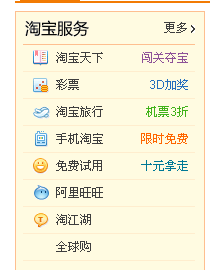 淘宝服务 更多
淘宝天下 闯关夺宝
彩票 3D加奖
淘宝旅行 机票3折
手机淘宝 限时免费
免费试用 十元拿走
阿里旺旺
淘江湖
全球购